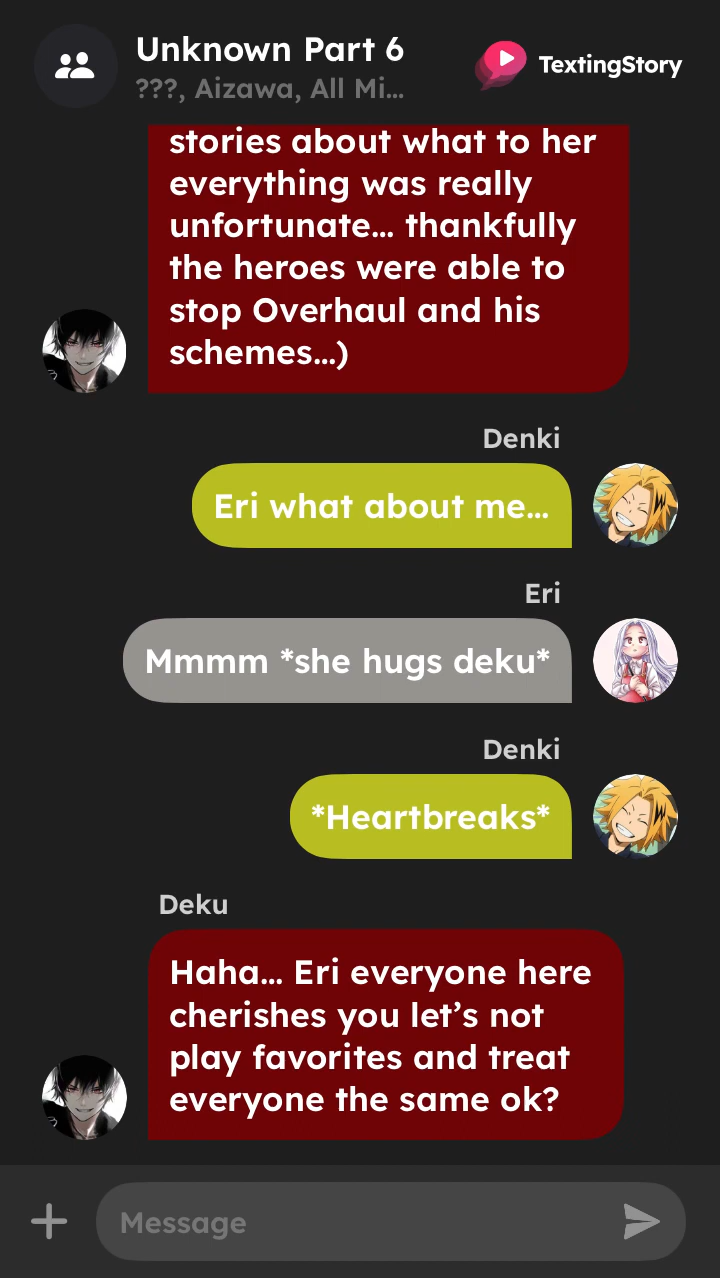 Unknown Part 6
???, Aizawa, All Mi...
TextingStory
stories about what to her
everything was really
unfortunate... thankfully
the heroes were able to
stop Overhaul and his
schemes...)
Denki
Eri what about me...
Eri
Mmmm *she hugs deku*
Denki
*Heartbreaks*
Deku
Haha... Eri everyone here
cherishes you let’s not
play favorites and treat
everyone the same ok?
Message